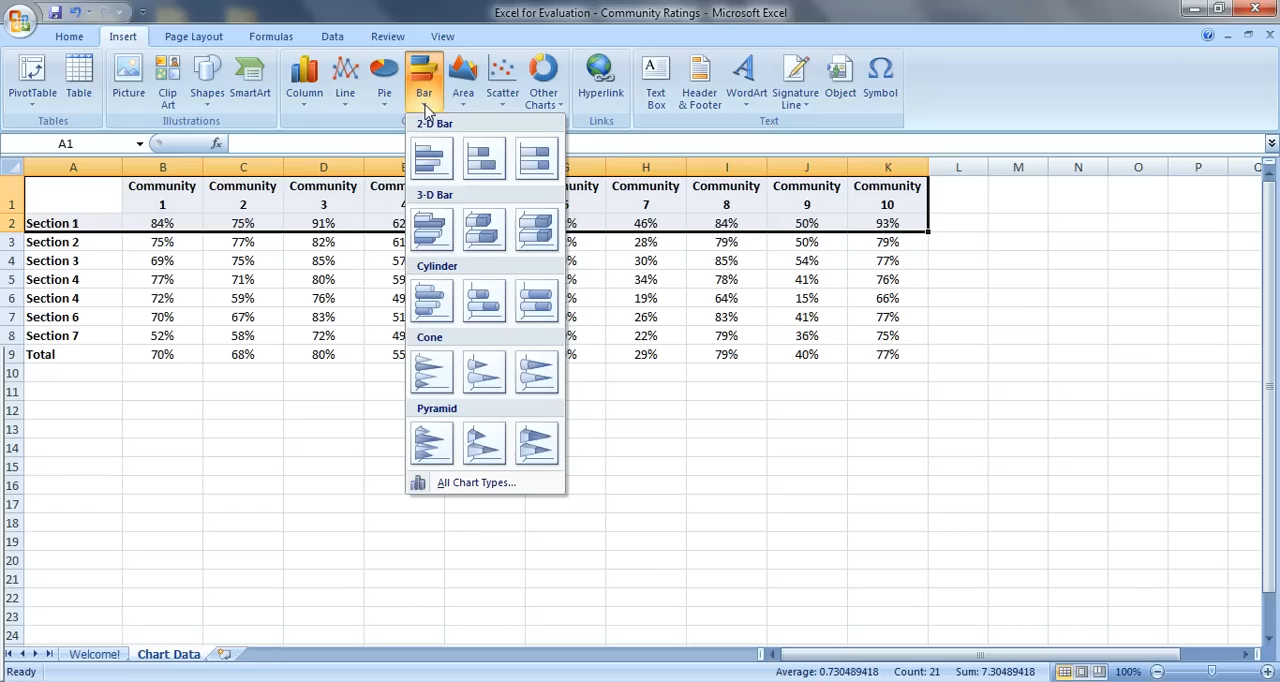 Excel for Evaluation - Community Ratings - Microsoft Excel
Home Insert Page Layout Formulas Data Review View
PivotTable Table Picture Clip Art Shapes SmartArt Column Line Pie Bar Area Scatter Other Charts Hyperlink Text Box Header & Footer WordArt Signature Line Object Symbol
Tables Illustrations Links Text
A1 fx
2-D Bar
3-D Bar
Cylinder
Cone
Pyramid
All Chart Types...
A B C D H I J K L M N O P
1 Community 1 Community 2 Community 3 Community 7 Community 8 Community 9 Community 10
2 Section 1 84% 75% 91% 46% 84% 50% 93%
3 Section 2 75% 77% 82% 28% 79% 50% 79%
4 Section 3 69% 75% 85% 30% 85% 54% 77%
5 Section 4 77% 71% 80% 34% 78% 41% 76%
6 Section 4 72% 59% 76% 19% 64% 15% 66%
7 Section 6 70% 67% 83% 26% 83% 41% 77%
8 Section 7 52% 58% 72% 22% 79% 36% 75%
9 Total 70% 68% 80% 29% 79% 40% 77%
10
11
12
13
14
15
16
17
18
19
20
21
22
23
24
Welcome! Chart Data
Ready Average: 0.730489418 Count: 21 Sum: 7.30489418 100%